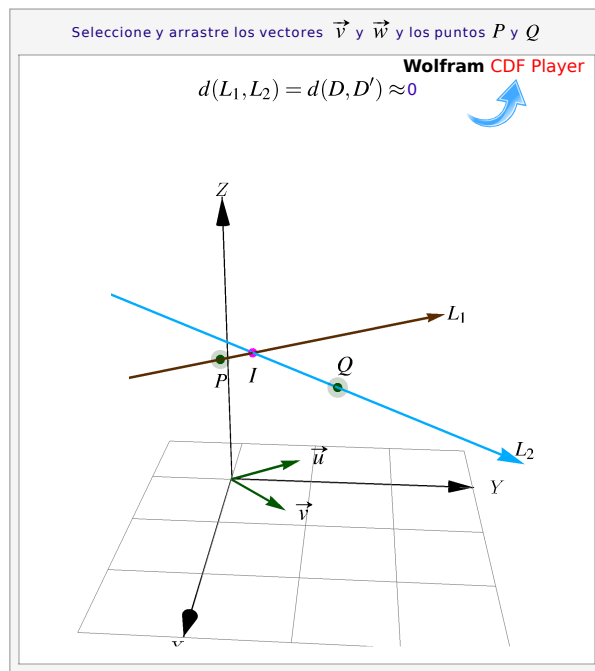 Seleccione y arrastre los vectores v⃗ y w⃗ y los puntos P y Q
Wolfram CDF Player
d(L₁,L₂) = d(D,D′) ≈0
Z
L₁
Q
P
I
L₂
u⃗
Y
v⃗